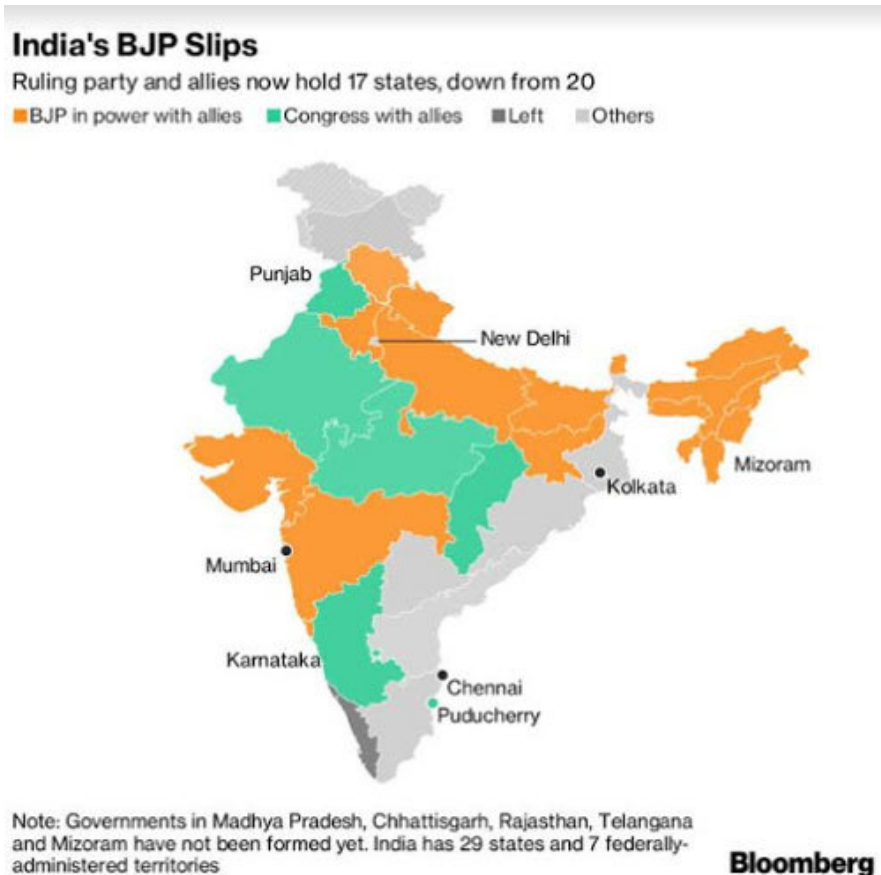 India's BJP Slips
Ruling party and allies now hold 17 states, down from 20
BJP in power with allies Congress with allies Left Others
Punjab
New Delhi
Mizoram
Kolkata
Mumbai
Karnataka
Chennai
Puducherry
Note: Governments in Madhya Pradesh, Chhattisgarh, Rajasthan, Telangana
and Mizoram have not been formed yet. India has 29 states and 7 federally-
administered territories
Bloomberg